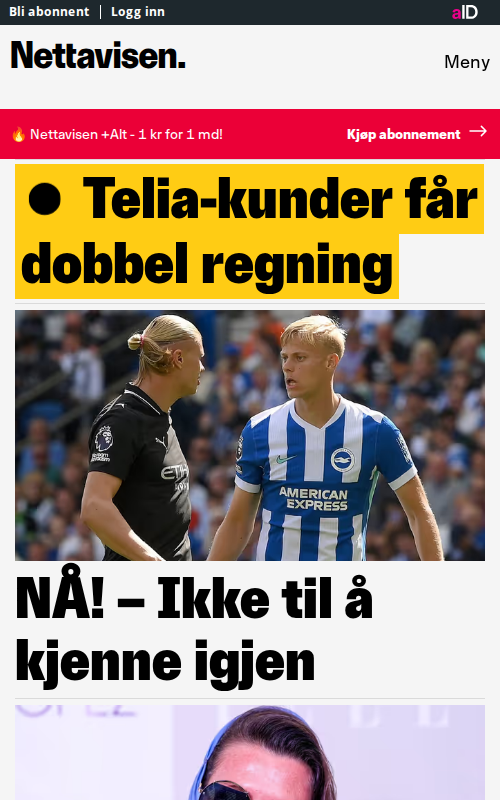 Bli abonnent
Logg inn
aID
Nettavisen.
Meny
🔥 Nettavisen +Alt - 1 kr for 1 md!
Kjøp abonnement →
● Telia-kunder får
dobbel regning
AMERICAN
EXPRESS
NÅ! – Ikke til å
kjenne igjen